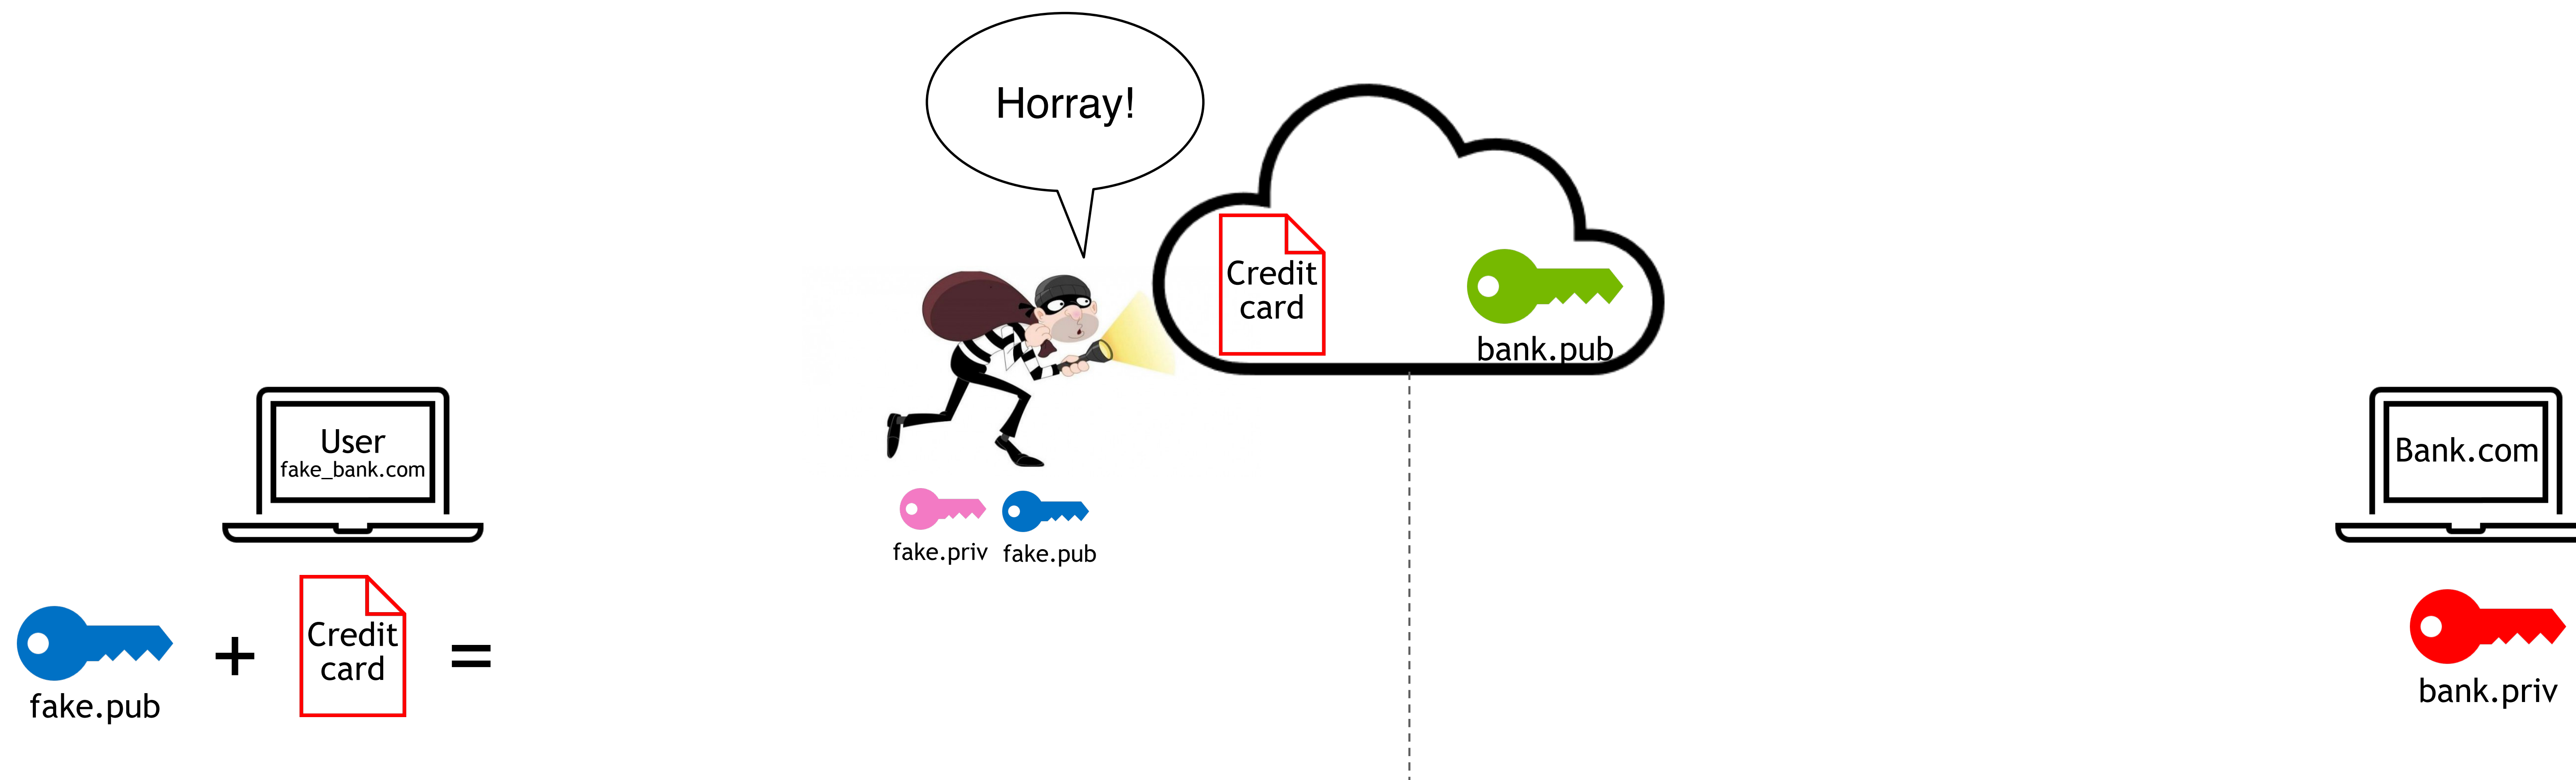 Horray!
Credit
card
bank.pub
User
fake_bank.com
Bank.com
fake.priv
fake.pub
+
Credit
card
=
fake.pub
bank.priv